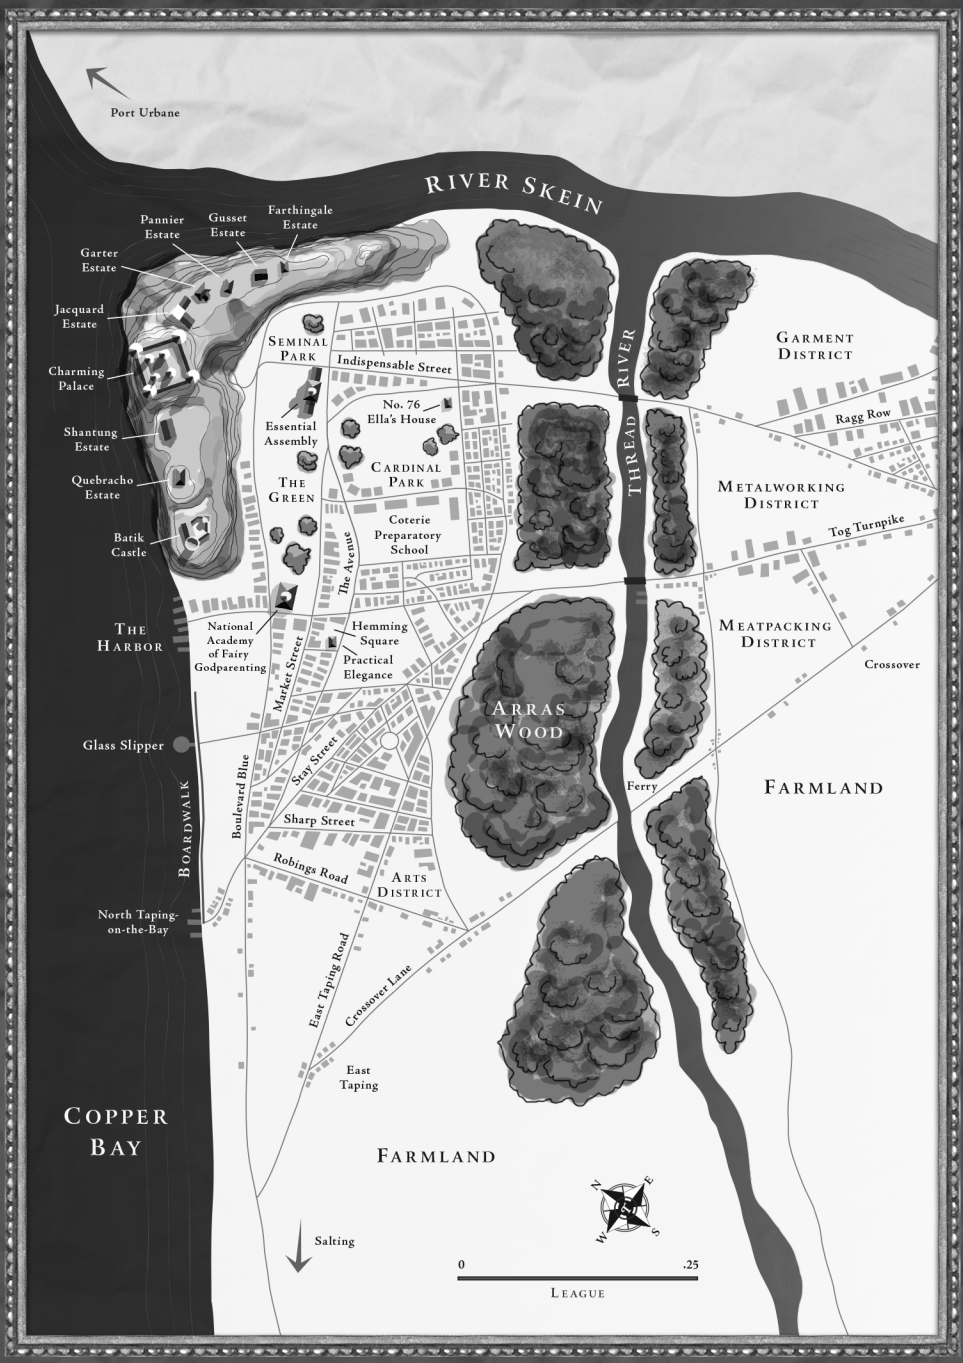 Port Urbane
RIVER SKEIN
Farthingale
Estate
Gusset
Estate
Pannier
Estate
Garter
Estate
Jacquard
Estate
Charming
Palace
Shantung
Estate
Quebracho
Estate
Batik
Castle
SEMINAL
PARK
Indispensable Street
No. 76
Ella's House
Essential
Assembly
THE
GREEN
CARDINAL
PARK
Coterie
Preparatory
School
The Avenue
THREAD RIVER
GARMENT
DISTRICT
Ragg Row
METALWORKING
DISTRICT
Tog Turnpike
MEATPACKING
DISTRICT
Crossover
THE
HARBOR
National
Academy
of Fairy
Godparenting
Hemming
Square
Practical
Elegance
Market Street
ARRAS
WOOD
Glass Slipper
Stay Street
Boulevard Blue
BOARDWALK
Sharp Street
Ferry
FARMLAND
Robings Road
ARTS
DISTRICT
North Taping-
on-the-Bay
East Taping Road
Crossover Lane
East
Taping
COPPER
BAY
FARMLAND
N
E
T
W
S
Salting
0
.25
LEAGUE